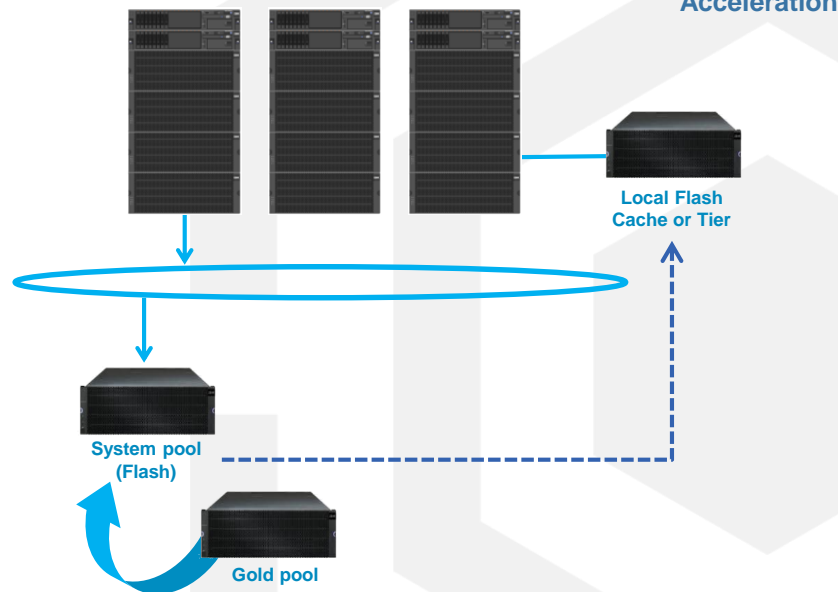 Acceleration
Local Flash
Cache or Tier
System pool
(Flash)
Gold pool